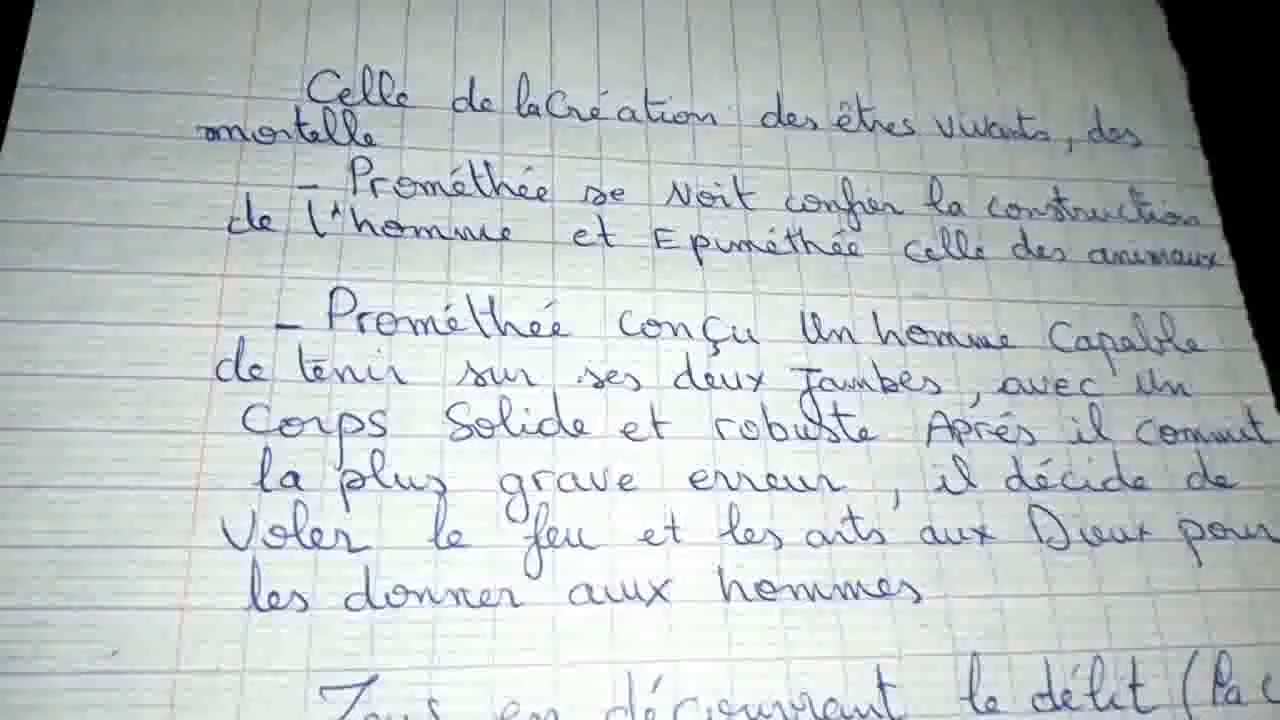 Celle de la Création des êtres vivants, des
mortelle
- Prométhée se voit confier la construction
de l'homme et Epiméthée celle des animaux
- Prométhée conçu un homme Capable
de tenir sur ses deux Jambes, avec un
Corps Solide et robuste Après il commit
la plus grave erreur, il décide de
Voler le feu et les arts aux Dieux pour
les donner aux hommes
en découvrant le délit (